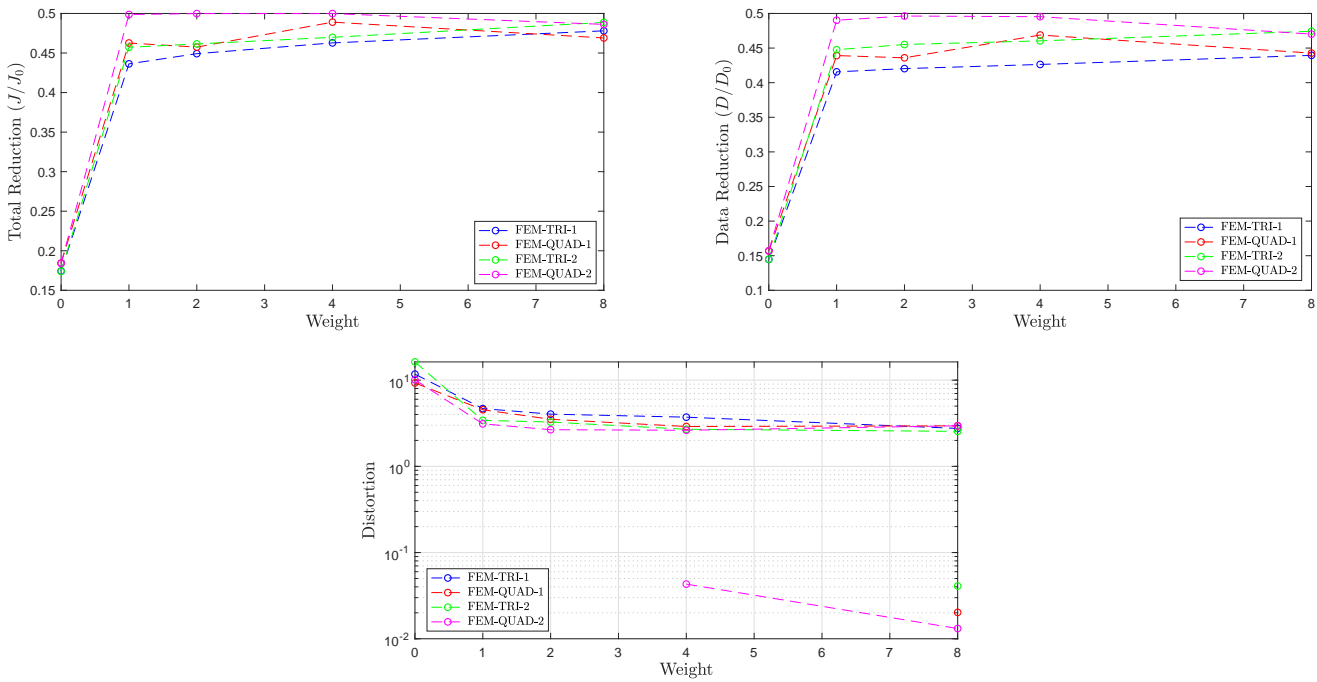 Total Reduction (J/J₀)
0.5
0.45
0.4
0.35
0.3
0.25
0.2
0.15
0 1 2 3 4 5 6 7 8
Weight
FEM-TRI-1
FEM-QUAD-1
FEM-TRI-2
FEM-QUAD-2
Data Reduction (D/D₀)
0.5
0.45
0.4
0.35
0.3
0.25
0.2
0.15
0.1
0 1 2 3 4 5 6 7 8
Weight
FEM-TRI-1
FEM-QUAD-1
FEM-TRI-2
FEM-QUAD-2
Distortion
10¹
10⁰
10⁻¹
10⁻²
0 1 2 3 4 5 6 7 8
Weight
FEM-TRI-1
FEM-QUAD-1
FEM-TRI-2
FEM-QUAD-2